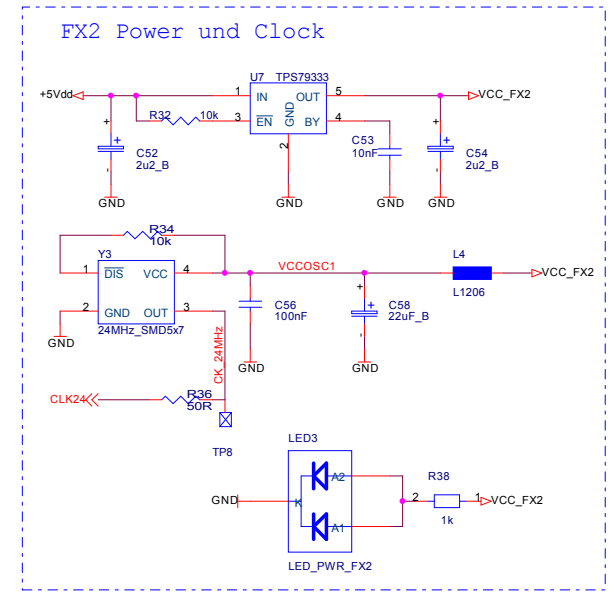 FX2 Power und Clock
U7 TPS79333
+5Vdd
1 IN OUT 5
VCC_FX2
R32 10k
3 EN GND BY 4
2
+ C52 2u2_B -
C53 10nF
+ C54 2u2_B -
GND GND GND GND
R34
10k
Y3
1 DIS VCC 4
VCCOSC1
L4
L1206
VCC_FX2
2 GND OUT 3
24MHz_SMD5x7
GND
C56
100nF
+ C58
22uF_B
-
GND GND
CK_24MHz
CLK24
R36
50R
TP8
LED3
A2
GND K
A1
LED_PWR_FX2
R38
2 1
1k
VCC_FX2